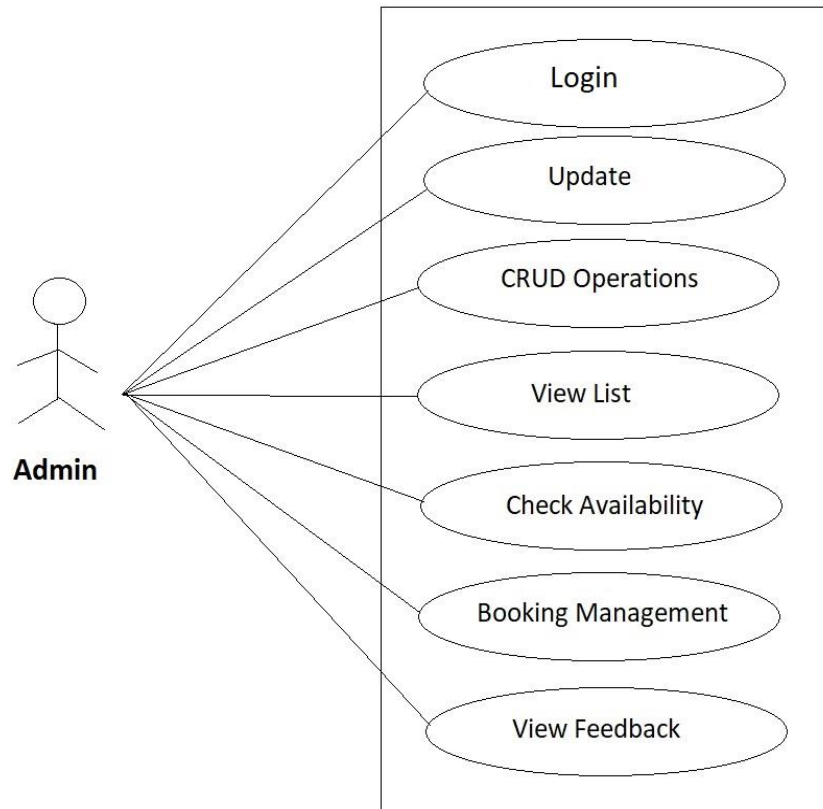 Login
Update
CRUD Operations
View List
Admin
Check Availability
Booking Management
View Feedback